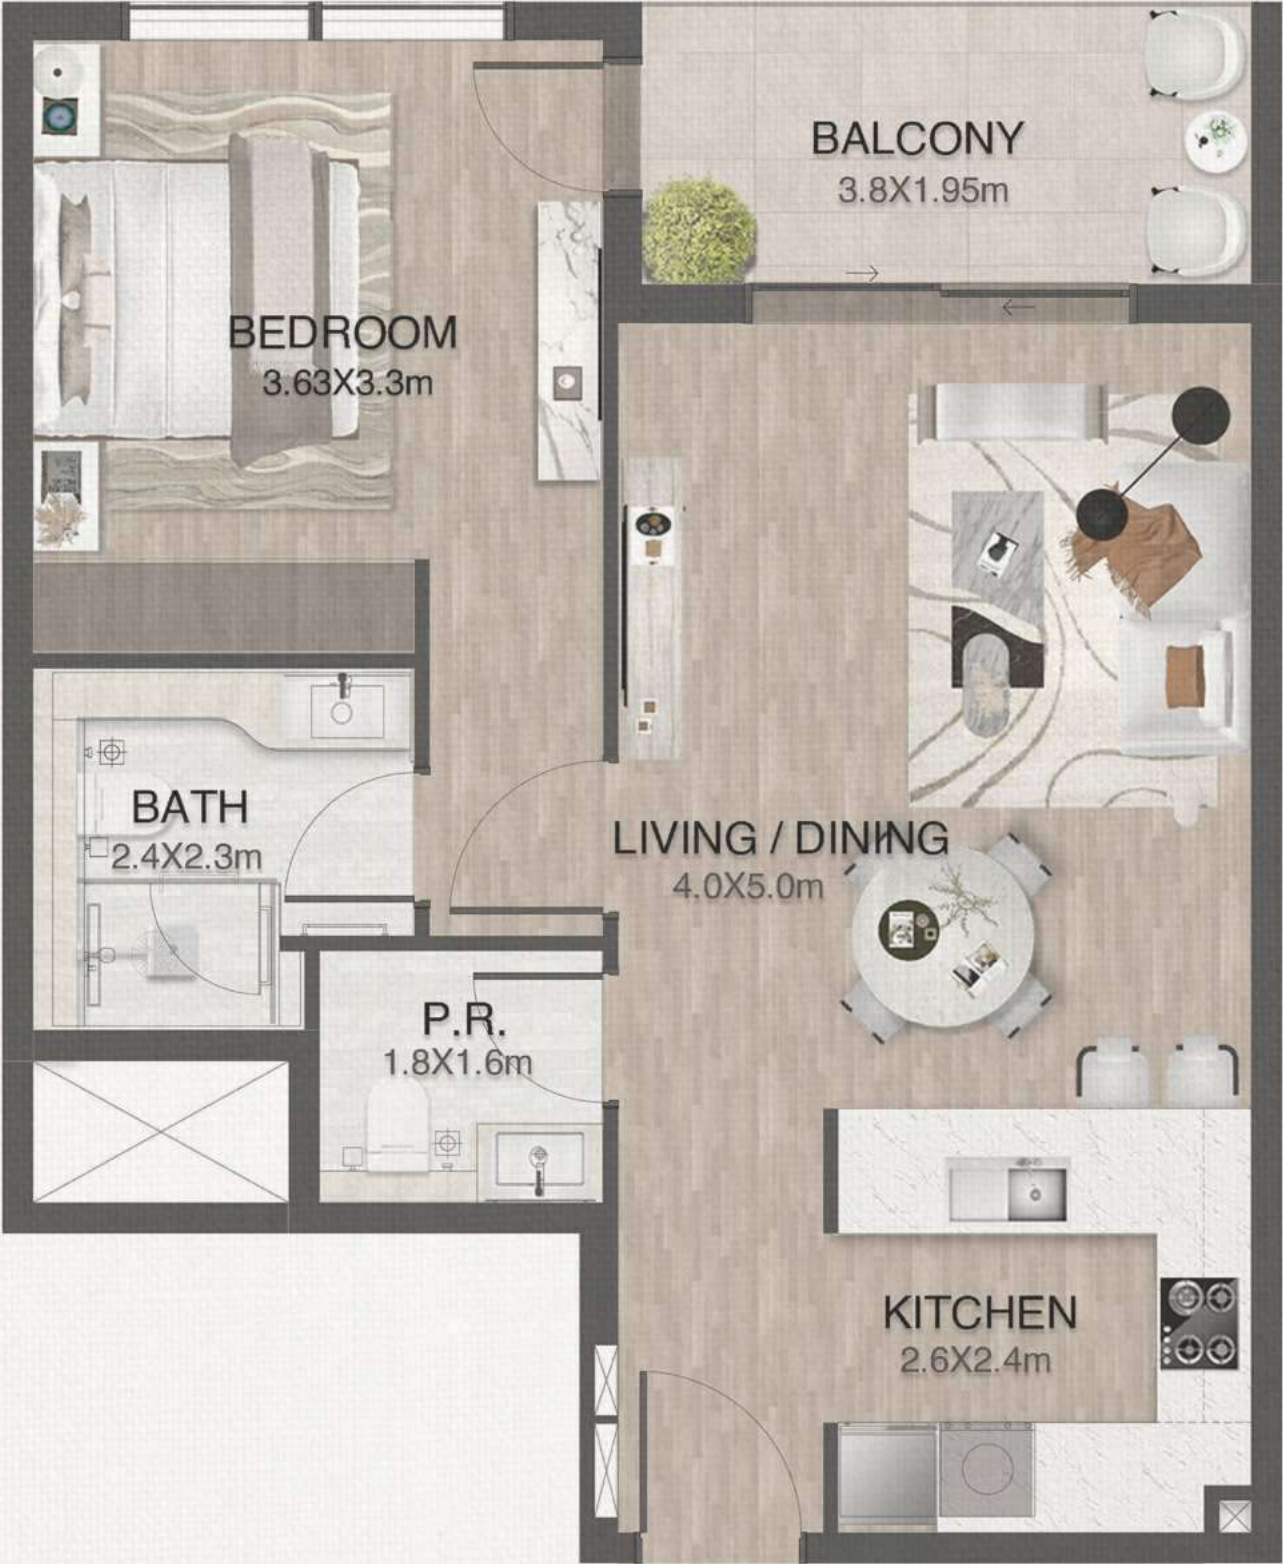 BALCONY
3.8X1.95m
BEDROOM
3.63X3.3m
BATH
2.4X2.3m
LIVING / DINING
4.0X5.0m
P.R.
1.8X1.6m
KITCHEN
2.6X2.4m